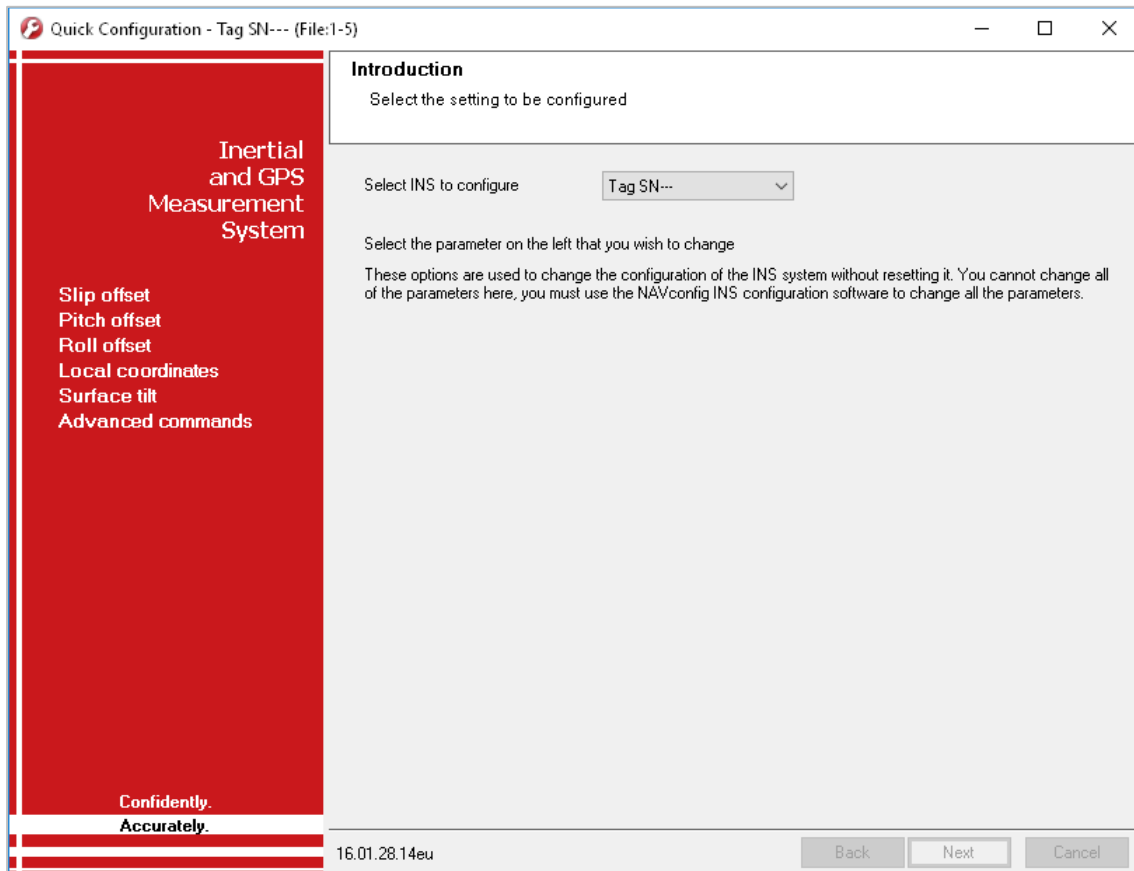 Quick Configuration - Tag SN--- (File:1-5)
Introduction
Select the setting to be configured
Inertial
and GPS
Measurement
System
Slip offset
Pitch offset
Roll offset
Local coordinates
Surface tilt
Advanced commands
Confidently.
Accurately.
Select INS to configure
Tag SN---
Select the parameter on the left that you wish to change
These options are used to change the configuration of the INS system without resetting it. You cannot change all
of the parameters here, you must use the NAVconfig INS configuration software to change all the parameters.
16.01.28.14eu
Back
Next
Cancel